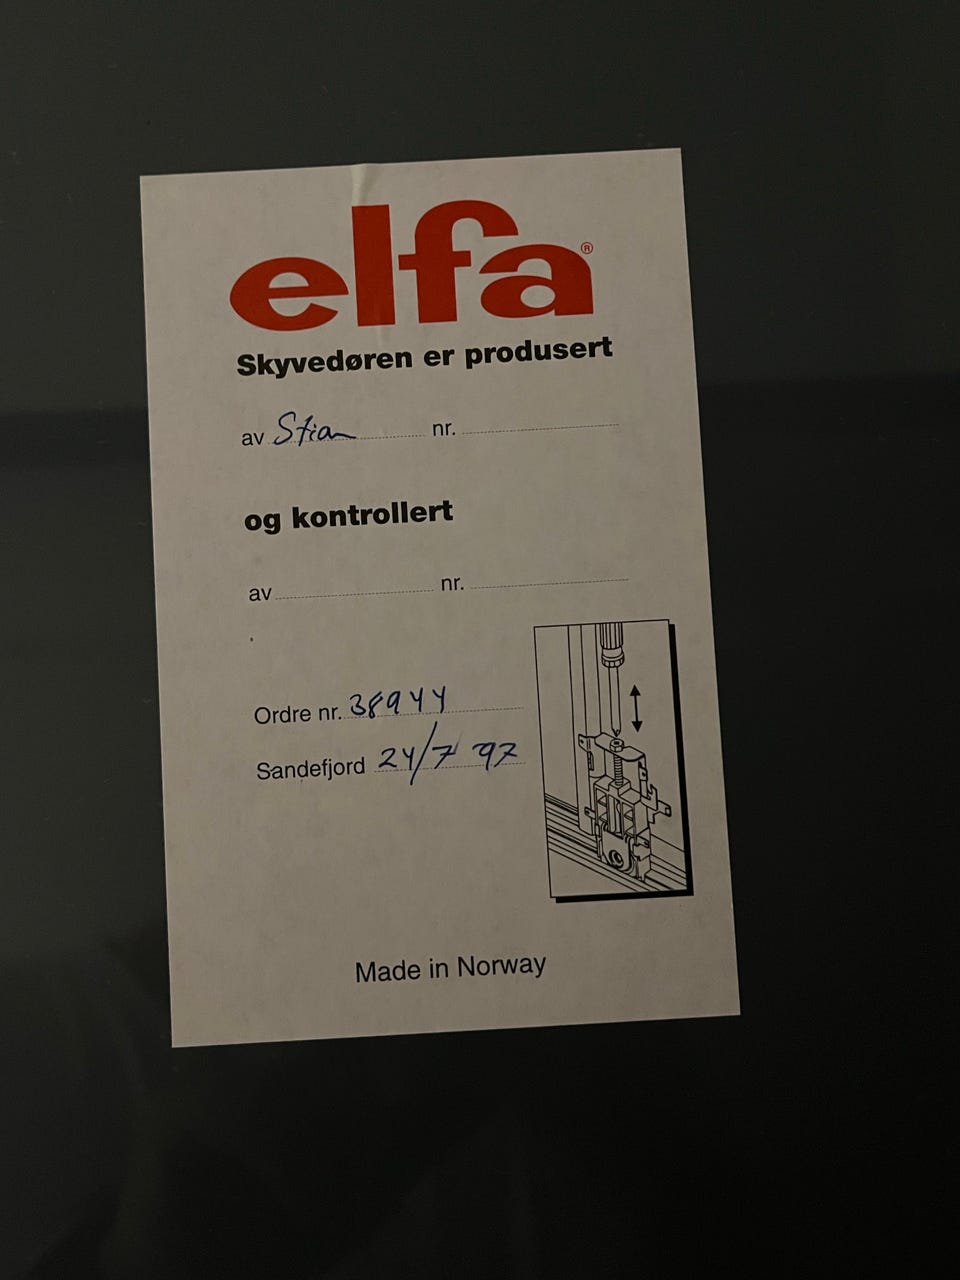 elfa®
Skyvedøren er produsert
av Stian nr.
og kontrollert
av nr.
Ordre nr. 38944
Sandefjord 24/7 97
Made in Norway